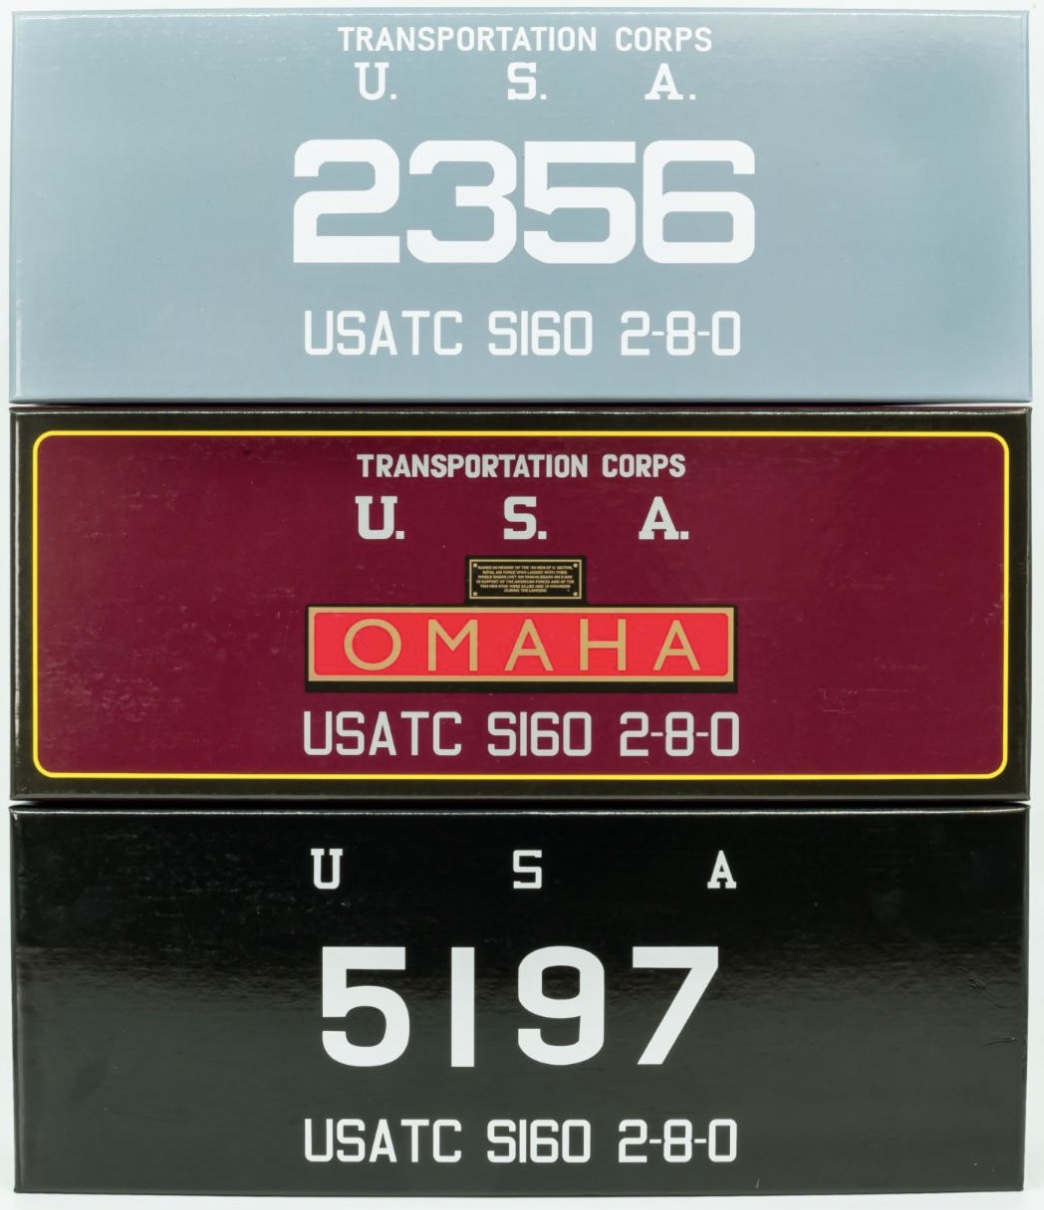 TRANSPORTATION CORPS
U. S. A.
2356
USATC S160 2-8-0
TRANSPORTATION CORPS
U. S. A.
OMAHA
USATC S160 2-8-0
U S A
5197
USATC S160 2-8-0